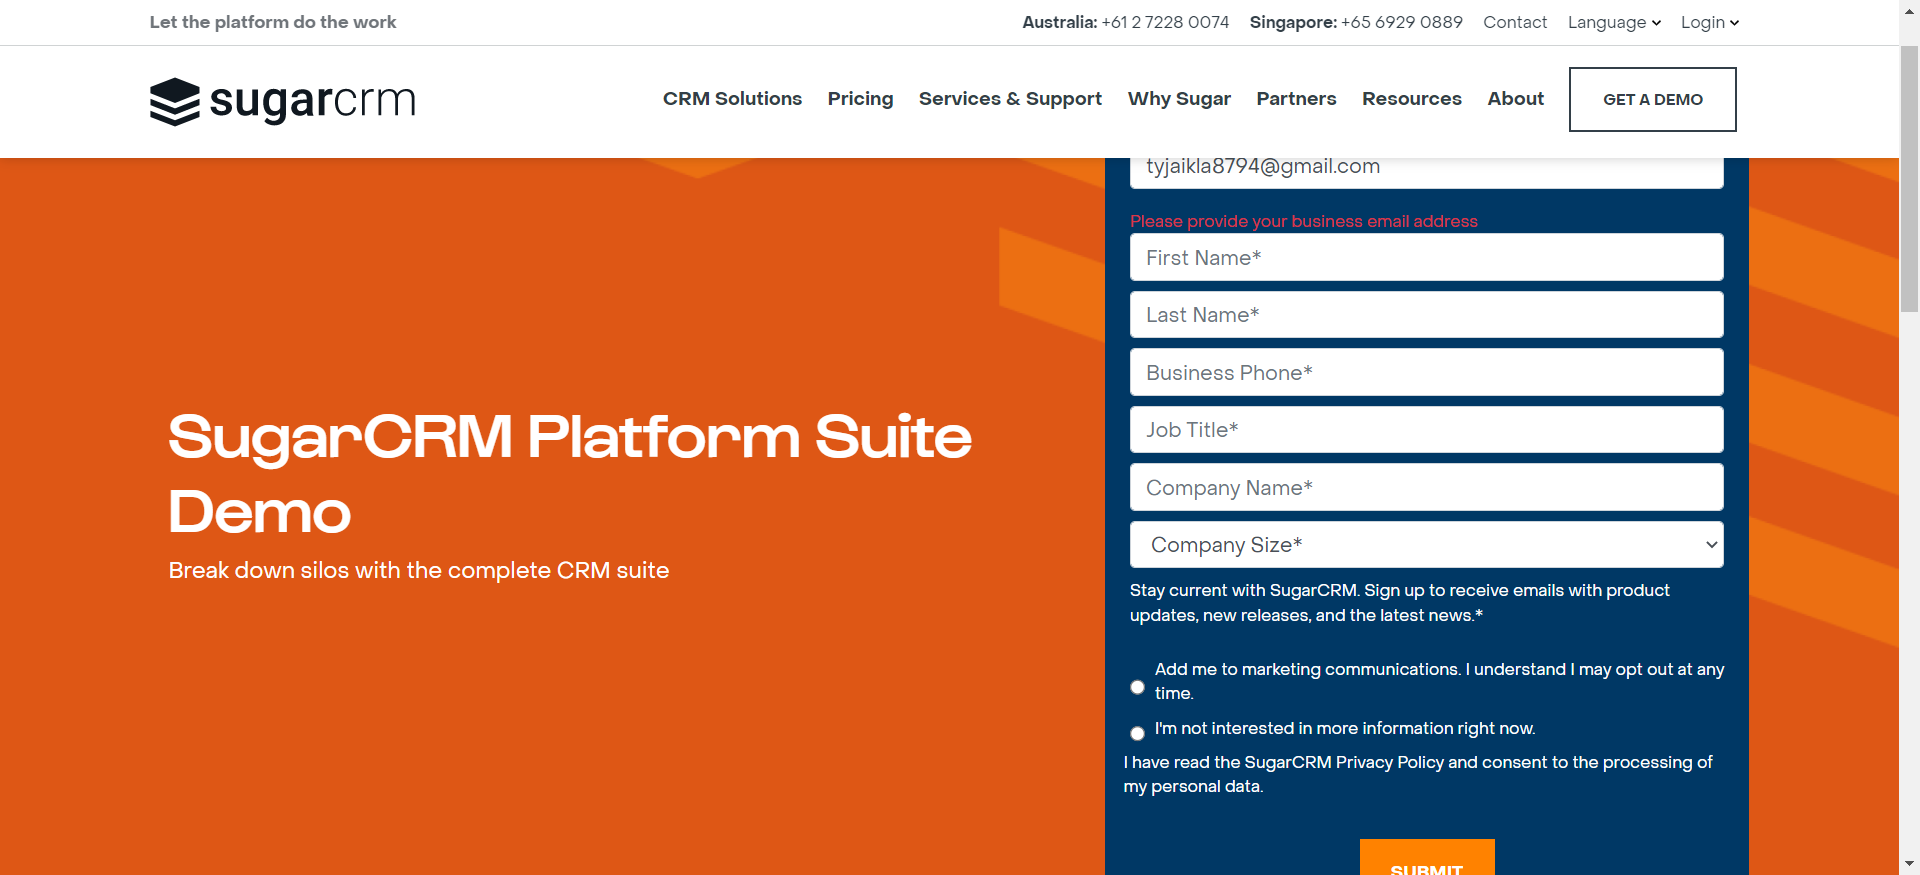 Let the platform do the work
Australia: +61 2 7228 0074 Singapore: +65 6929 0889 Contact Language Login
sugarcrm
CRM Solutions Pricing Services & Support Why Sugar Partners Resources About GET A DEMO
tyjaikla8794@gmail.com
Please provide your business email address
First Name*
Last Name*
Business Phone*
Job Title*
Company Name*
Company Size*
SugarCRM Platform Suite
Demo
Break down silos with the complete CRM suite
Stay current with SugarCRM. Sign up to receive emails with product
updates, new releases, and the latest news.*
Add me to marketing communications. I understand I may opt out at any
time.
I'm not interested in more information right now.
I have read the SugarCRM Privacy Policy and consent to the processing of
my personal data.
SUBMIT